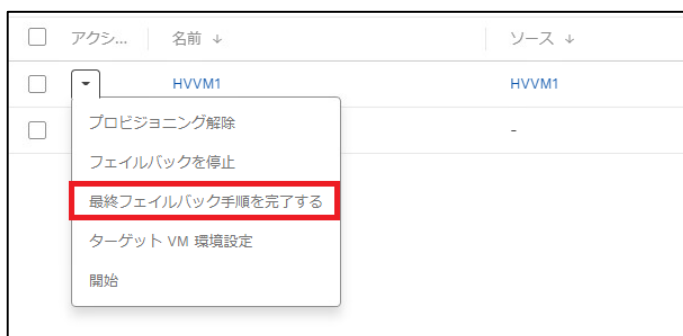 アクシ... 名前 ↓ ソース ↓
HVVM1 HVVM1
プロビジョニング解除
-
フェイルバックを停止
最終フェイルバック手順を完了する
ターゲット VM 環境設定
開始